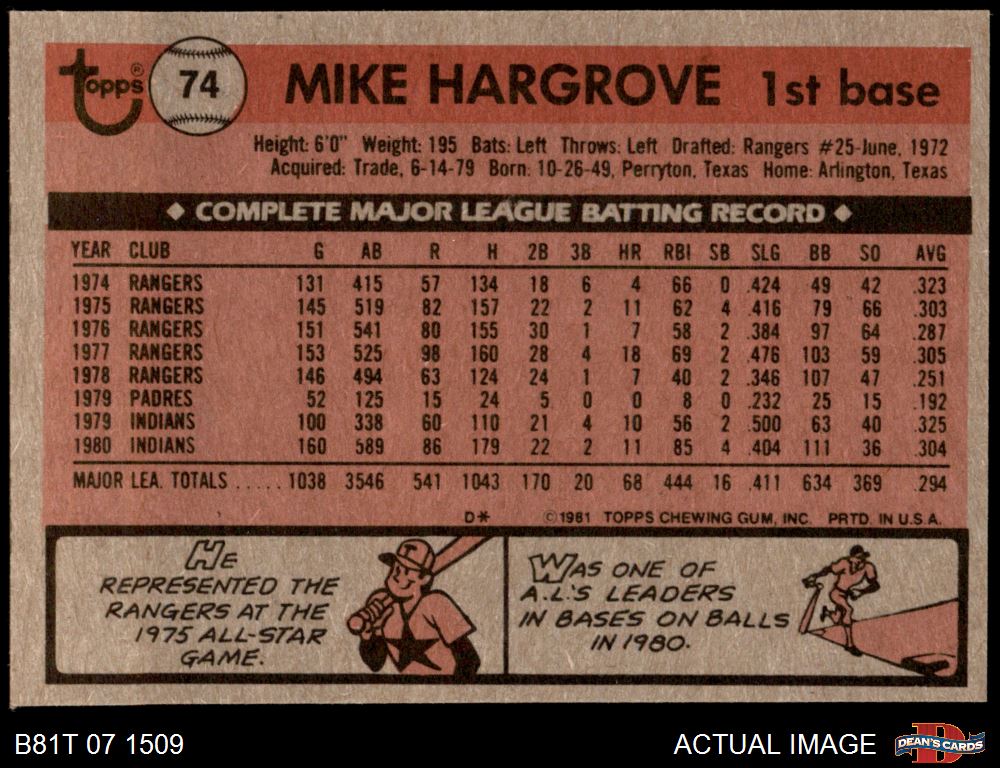 topps® 74 MIKE HARGROVE 1st base
Height: 6'0" Weight: 195 Bats: Left Throws: Left Drafted: Rangers #25-June, 1972
Acquired: Trade, 6-14-79 Born: 10-26-49, Perryton, Texas Home: Arlington, Texas
◆ COMPLETE MAJOR LEAGUE BATTING RECORD ◆
YEAR CLUB G AB R H 2B 3B HR RBI SB SLG BB SO AVG
1974 RANGERS 131 415 57 134 18 6 4 66 0 .424 49 42 .323
1975 RANGERS 145 519 82 157 22 2 11 62 4 .416 79 66 .303
1976 RANGERS 151 541 80 155 30 1 7 58 2 .384 97 64 .287
1977 RANGERS 153 525 98 160 28 4 18 69 2 .476 103 59 .305
1978 RANGERS 146 494 63 124 24 1 7 40 2 .346 107 47 .251
1979 PADRES 52 125 15 24 5 0 0 8 0 .232 25 15 .192
1979 INDIANS 100 338 60 110 21 4 10 56 2 .500 63 40 .325
1980 INDIANS 160 589 86 179 22 2 11 85 4 .404 111 36 .304
MAJOR LEA. TOTALS ..... 1038 3546 541 1043 170 20 68 444 16 .411 634 369 .294
D* ©1981 TOPPS CHEWING GUM, INC. PRTD. IN U.S.A.
HE
REPRESENTED THE
RANGERS AT THE
1975 ALL-STAR
GAME.
T
WAS ONE OF
A.L.'S LEADERS
IN BASES ON BALLS
IN 1980.
B81T 07 1509
ACTUAL IMAGE
D
DEAN'S CARDS